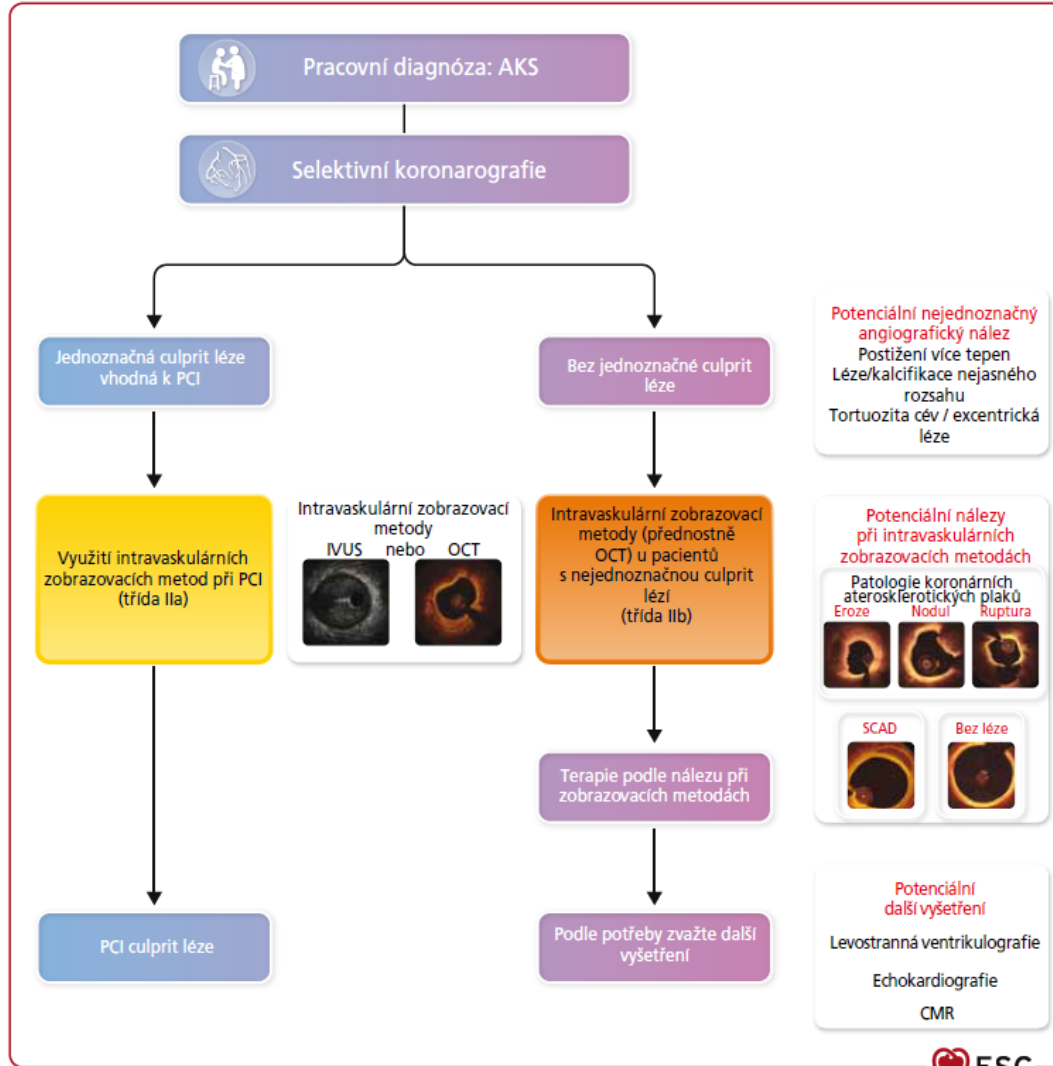 Pracovní diagnóza: AKS
Selektivní koronarografie
Jednoznačná culprit léze
vhodná k PCI
Bez jednoznačné culprit
léze
Potenciální nejednoznačný
angiografický nález
Postižení více tepen
Léze/kalcifikace nejasného
rozsahu
Tortuozita cév / excentrická
léze
Využití intravaskulárních
zobrazovacích metod při PCI
(třída IIa)
Intravaskulární zobrazovací
metody
IVUS nebo OCT
Intravaskulární zobrazovací
metody (přednostně
OCT) u pacientů
s nejednoznačnou culprit
lézí
(třída IIb)
Potenciální nálezy
při intravaskulárních
zobrazovacích metodách
Patologie koronárních
aterosklerotických plaků
Eroze Nodul Ruptura
SCAD Bez léze
Terapie podle nálezu při
zobrazovacích metodách
PCI culprit léze
Podle potřeby zvažte další
vyšetření
Potenciální
další vyšetření
Levostranná ventrikulografie
Echokardiografie
CMR
ESC